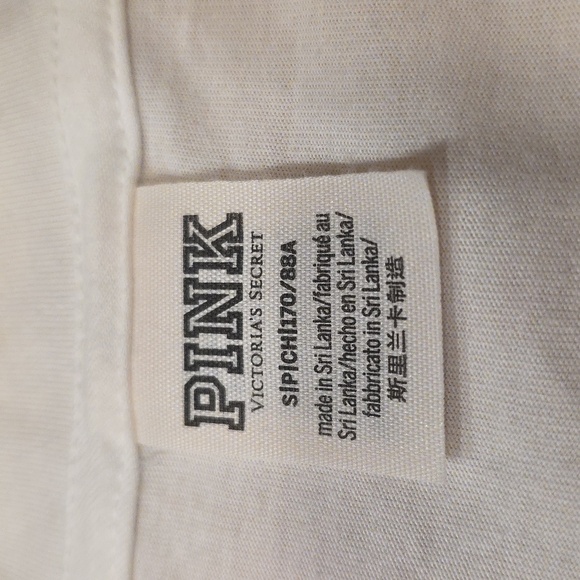 PINK
VICTORIA'S SECRET
S|P|CH|170/88A
made in Sri Lanka/fabriqué au
Sri Lanka/hecho en Sri Lanka/
fabbricato in Sri Lanka/
斯里兰卡制造